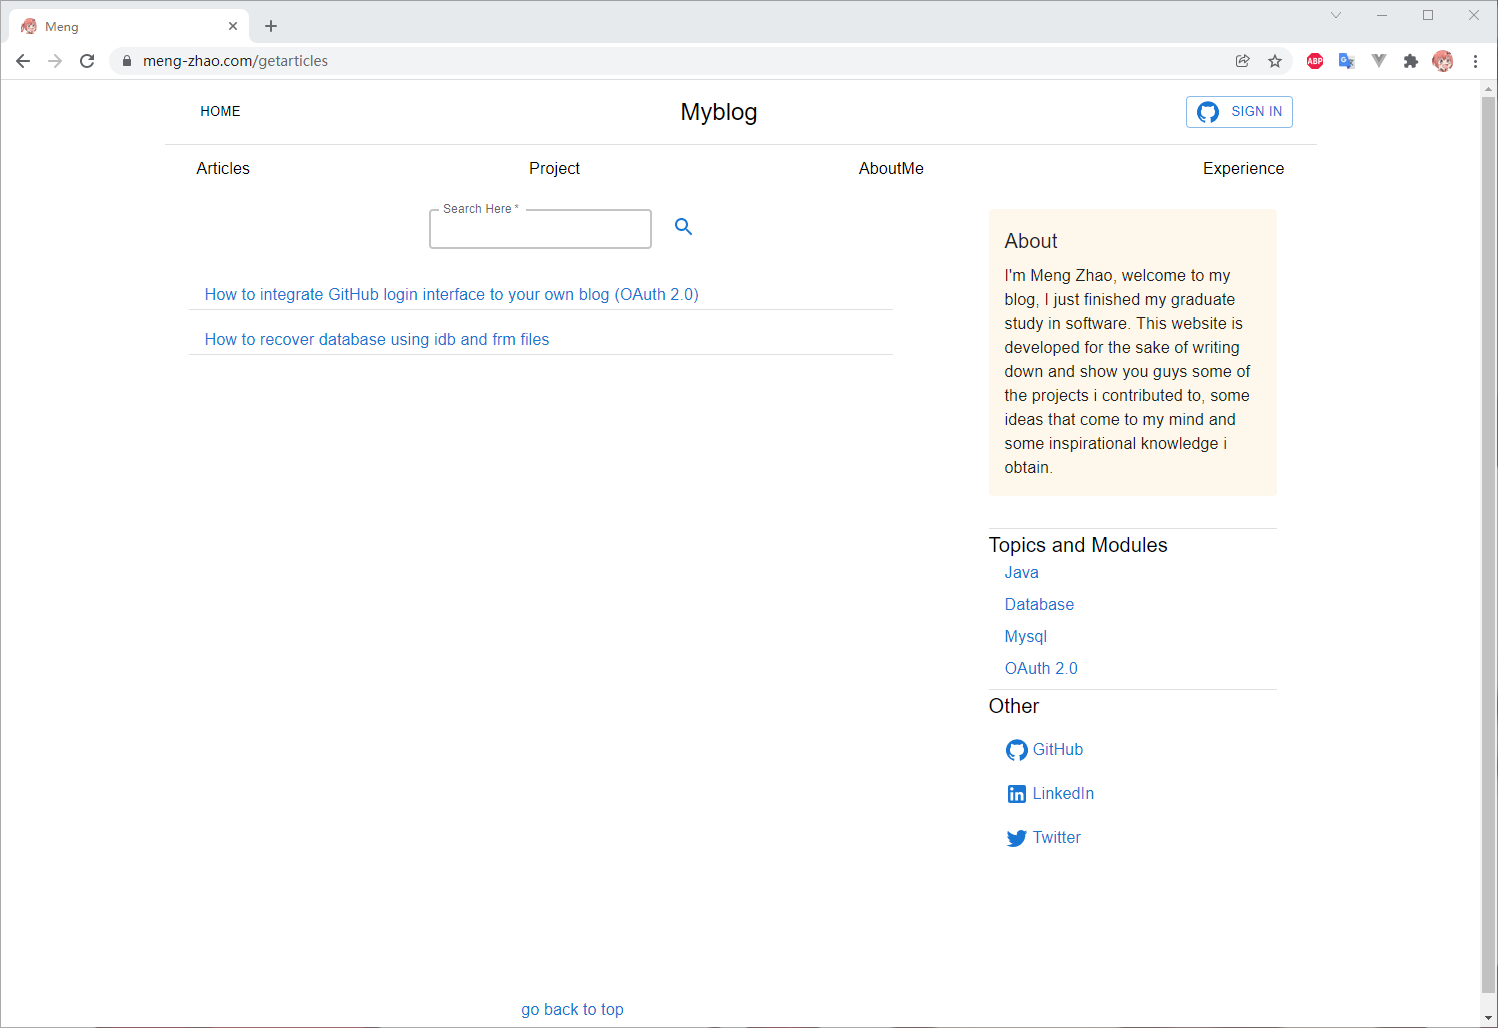 Meng
meng-zhao.com/getarticles
ABP
HOME
Myblog
SIGN IN
Articles
Project
AboutMe
Experience
Search Here *
How to integrate GitHub login interface to your own blog (OAuth 2.0)
How to recover database using idb and frm files
About
I'm Meng Zhao, welcome to my
blog, I just finished my graduate
study in software. This website is
developed for the sake of writing
down and show you guys some of
the projects i contributed to, some
ideas that come to my mind and
some inspirational knowledge i
obtain.
Topics and Modules
Java
Database
Mysql
OAuth 2.0
Other
GitHub
LinkedIn
Twitter
go back to top